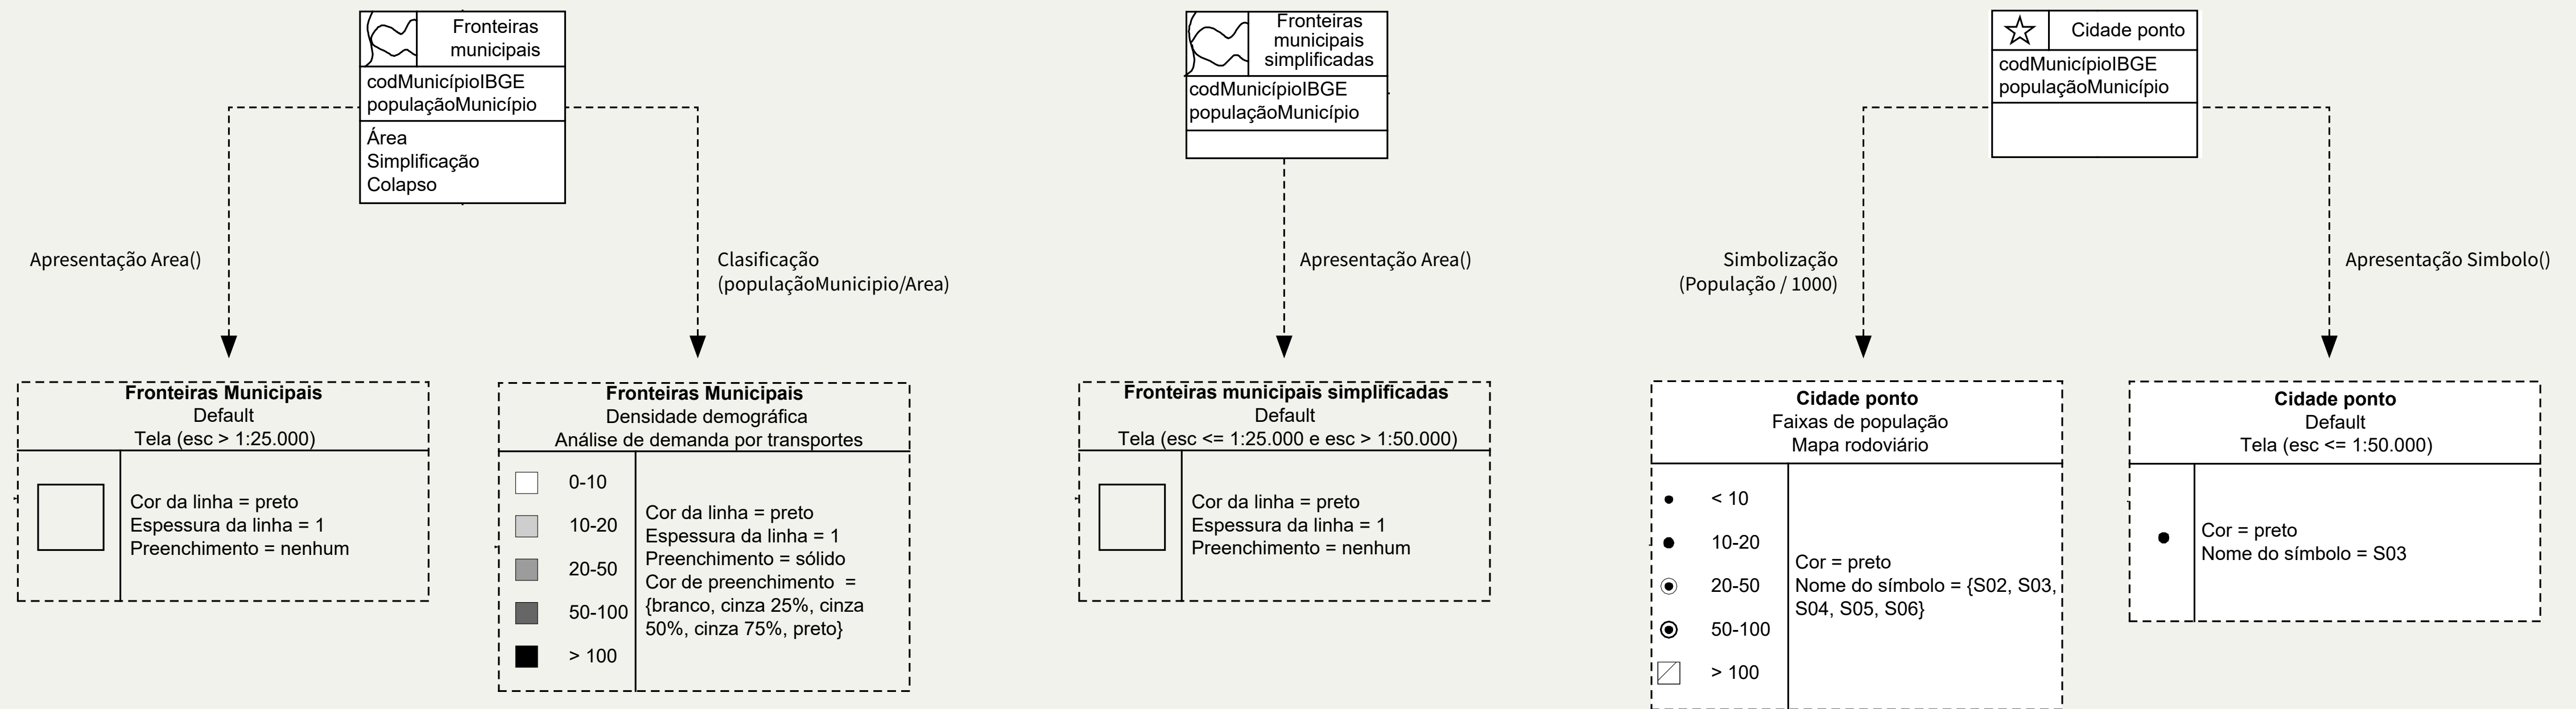 Fronteiras
municipais
codMunicípioIBGE
populaçãoMunicípio
Área
Simplificação
Colapso
Fronteiras
municipais
simplificadas
codMunicípioIBGE
populaçãoMunicípio
Cidade ponto
codMunicípioIBGE
populaçãoMunicípio
Apresentação Area()
Clasificação
(populaçãoMunicipio/Area)
Apresentação Area()
Simbolização
(População / 1000)
Apresentação Simbolo()
Fronteiras Municipais
Default
Tela (esc > 1:25.000)
Cor da linha = preto
Espessura da linha = 1
Preenchimento = nenhum
Fronteiras Municipais
Densidade demográfica
Análise de demanda por transportes
0-10
10-20
20-50
50-100
> 100
Cor da linha = preto
Espessura da linha = 1
Preenchimento = sólido
Cor de preenchimento =
{branco, cinza 25%, cinza
50%, cinza 75%, preto}
Fronteiras municipais simplificadas
Default
Tela (esc <= 1:25.000 e esc > 1:50.000)
Cor da linha = preto
Espessura da linha = 1
Preenchimento = nenhum
Cidade ponto
Faixas de população
Mapa rodoviário
< 10
10-20
20-50
50-100
> 100
Cor = preto
Nome do símbolo = {S02, S03,
S04, S05, S06}
Cidade ponto
Default
Tela (esc <= 1:50.000)
Cor = preto
Nome do símbolo = S03